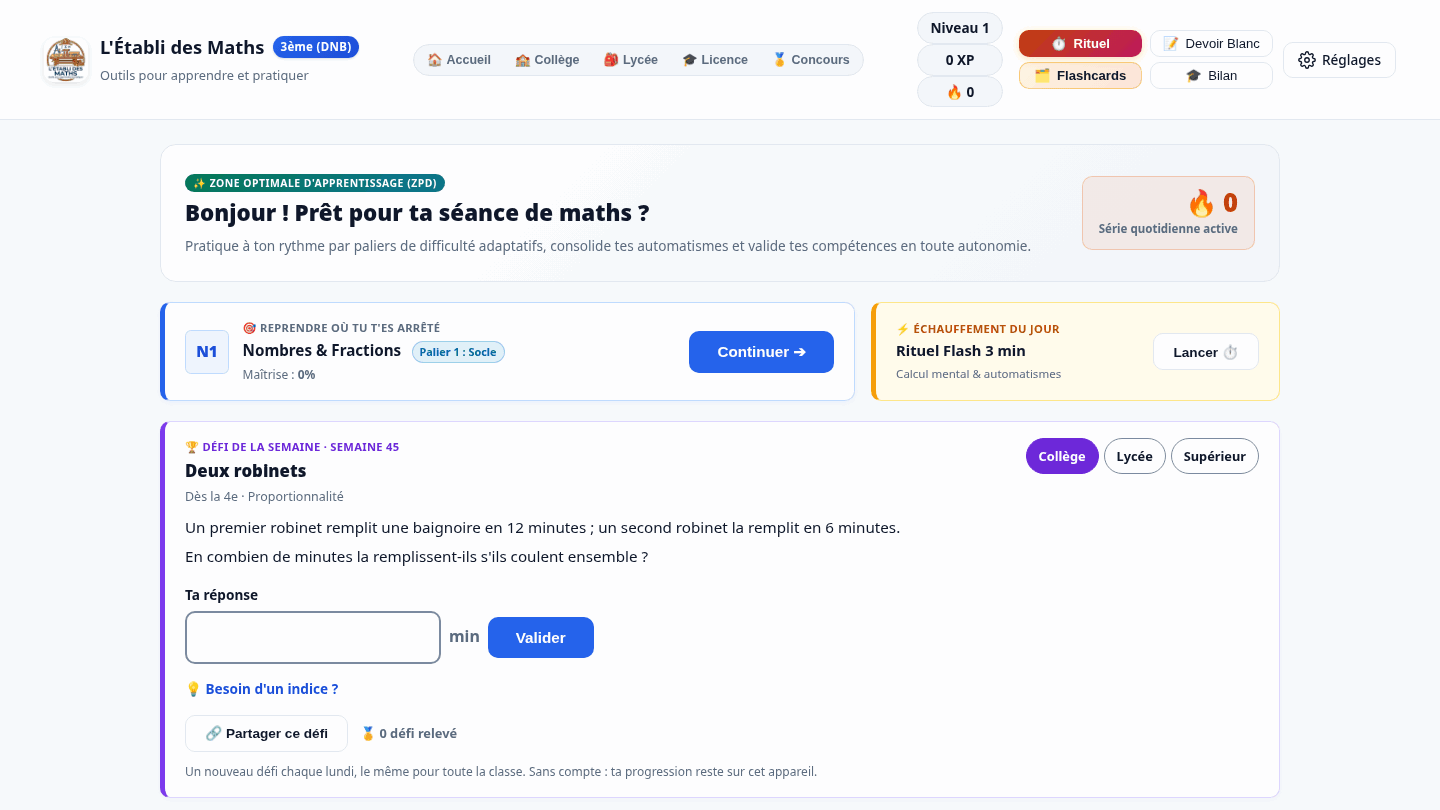 L'Établi des Maths 3ème (DNB)
Outils pour apprendre et pratiquer
🏠 Accueil
🏫 Collège
🎒 Lycée
🎓 Licence
🏅 Concours
Niveau 1
0 XP
🔥 0
⏱️ Rituel
📝 Devoir Blanc
🗂️ Flashcards
🎓 Bilan
Réglages
✨ ZONE OPTIMALE D'APPRENTISSAGE (ZPD)
Bonjour ! Prêt pour ta séance de maths ?
Pratique à ton rythme par paliers de difficulté adaptatifs, consolide tes automatismes et valide tes compétences en toute autonomie.
🔥 0
Série quotidienne active
N1
🎯 REPRENDRE OÙ TU T'ES ARRÊTÉ
Nombres & Fractions Palier 1 : Socle
Maîtrise : 0%
Continuer ➔
⚡ ÉCHAUFFEMENT DU JOUR
Rituel Flash 3 min
Calcul mental & automatismes
Lancer ⏱️
🏆 DÉFI DE LA SEMAINE · SEMAINE 45
Deux robinets
Dès la 4e · Proportionnalité
Collège
Lycée
Supérieur
Un premier robinet remplit une baignoire en 12 minutes ; un second robinet la remplit en 6 minutes.
En combien de minutes la remplissent-ils s'ils coulent ensemble ?
Ta réponse
min
Valider
💡 Besoin d'un indice ?
🔗 Partager ce défi
🏅 0 défi relevé
Un nouveau défi chaque lundi, le même pour toute la classe. Sans compte : ta progression reste sur cet appareil.